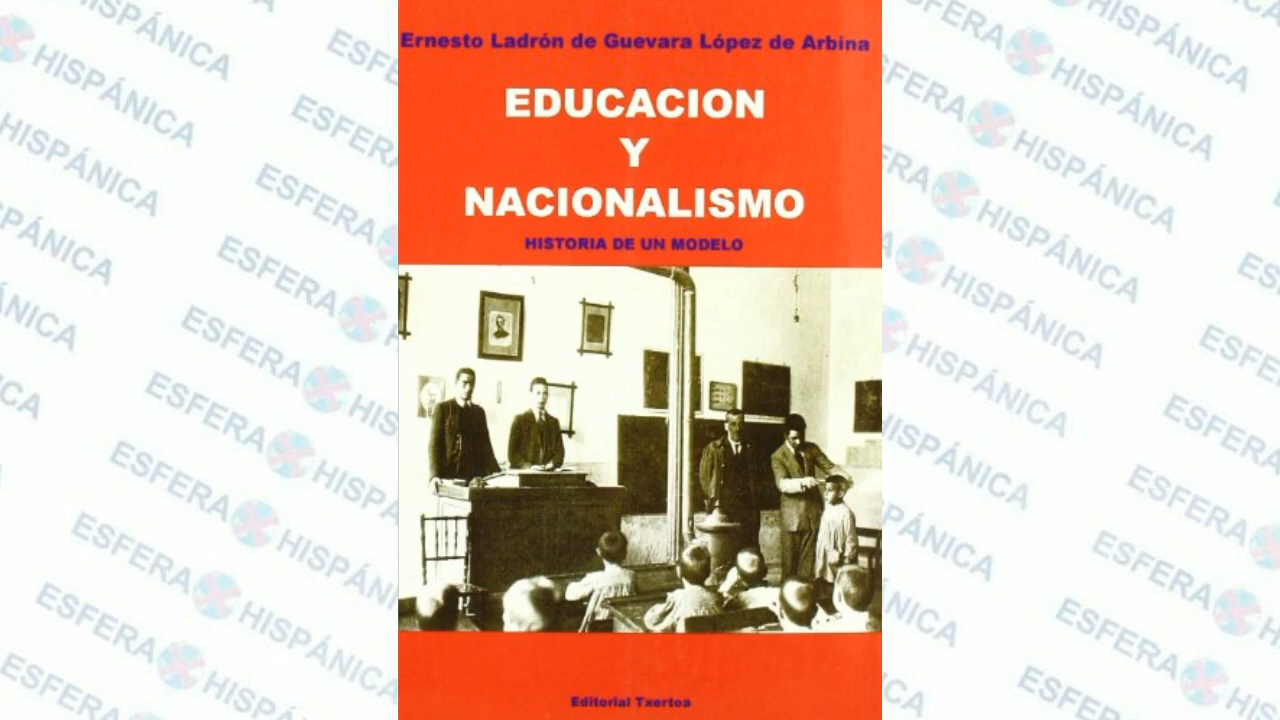 Ernesto Ladrón de Guevara López de Arbina
EDUCACION
Y
NACIONALISMO
HISTORIA DE UN MODELO
Editorial Txertoa
ESFERA HISPÁNICA